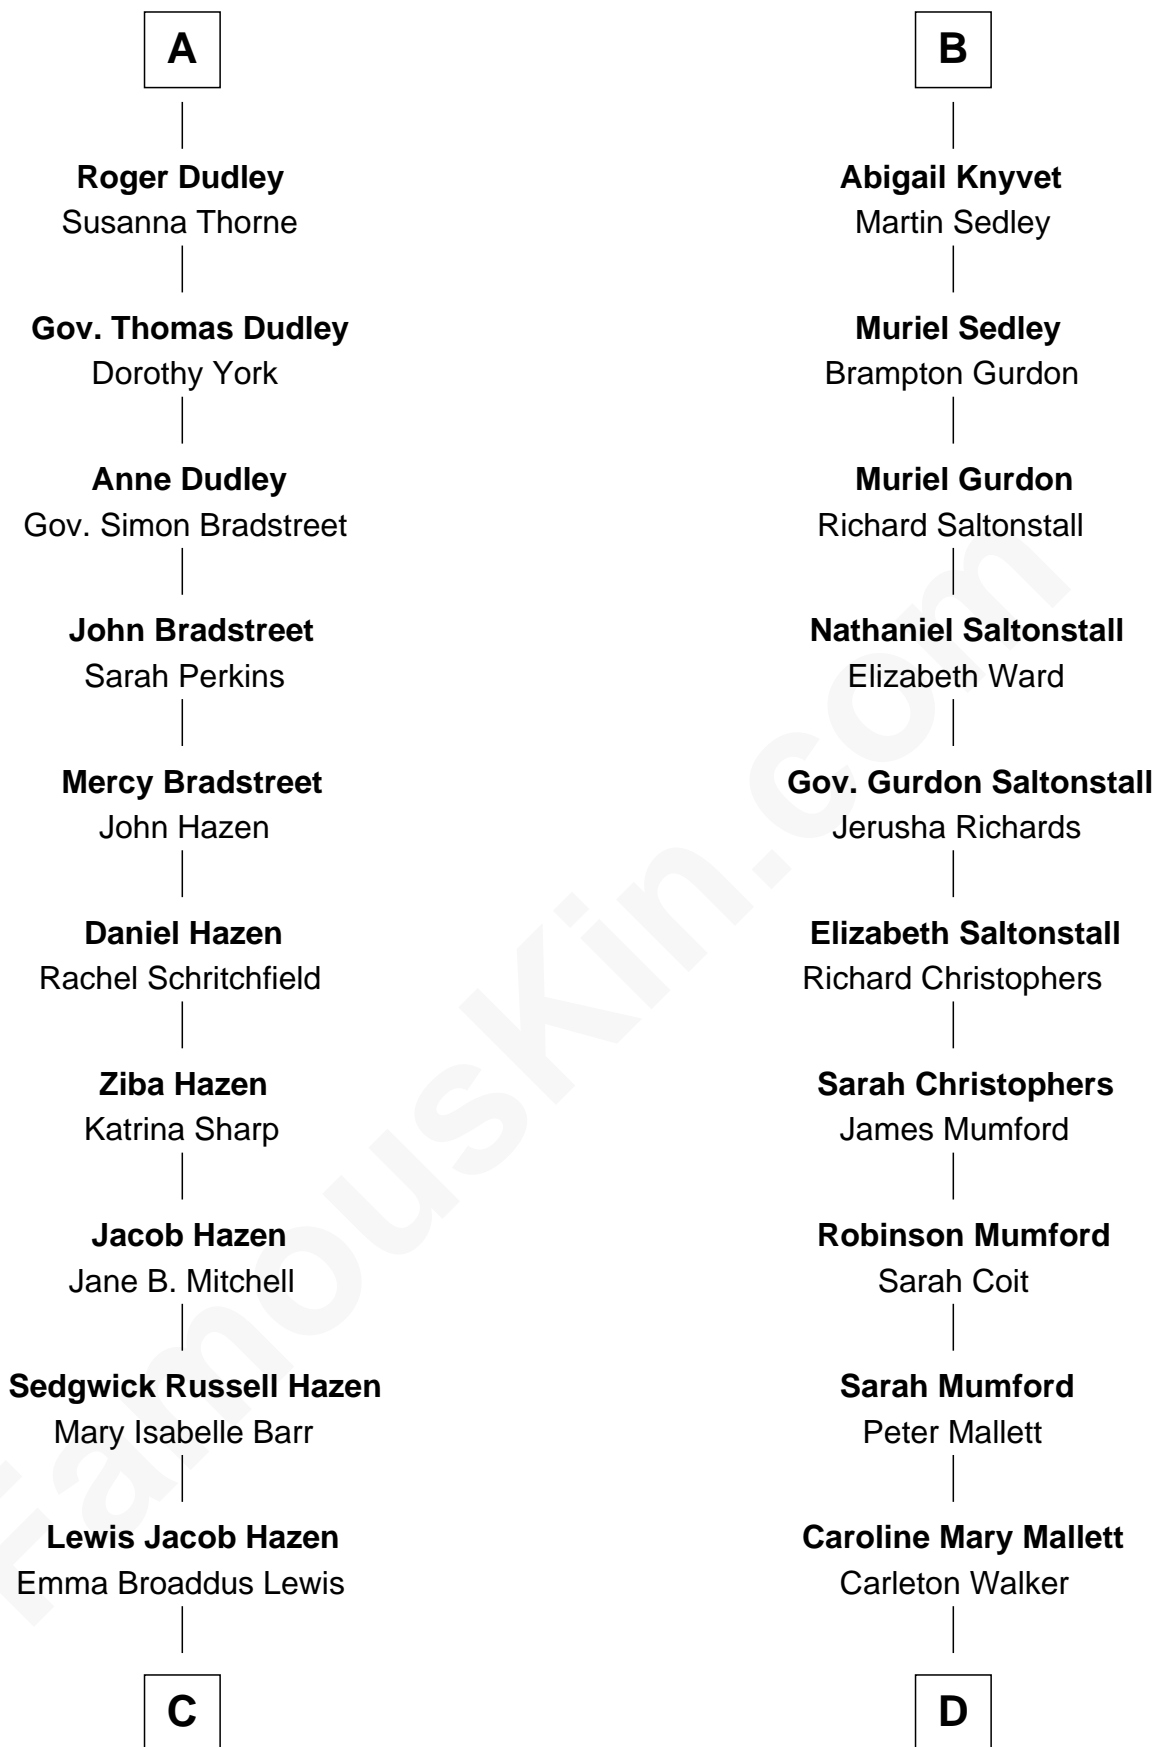 A
Roger Dudley
Susanna Thorne
Gov. Thomas Dudley
Dorothy York
Anne Dudley
Gov. Simon Bradstreet
John Bradstreet
Sarah Perkins
Mercy Bradstreet
John Hazen
Daniel Hazen
Rachel Schritchfield
Ziba Hazen
Katrina Sharp
Jacob Hazen
Jane B. Mitchell
Sedgwick Russell Hazen
Mary Isabelle Barr
Lewis Jacob Hazen
Emma Broaddus Lewis
C
B
Abigail Knyvet
Martin Sedley
Muriel Sedley
Brampton Gurdon
Muriel Gurdon
Richard Saltonstall
Nathaniel Saltonstall
Elizabeth Ward
Gov. Gurdon Saltonstall
Jerusha Richards
Elizabeth Saltonstall
Richard Christophers
Sarah Christophers
James Mumford
Robinson Mumford
Sarah Coit
Sarah Mumford
Peter Mallett
Caroline Mary Mallett
Carleton Walker
D
FamousKin.com